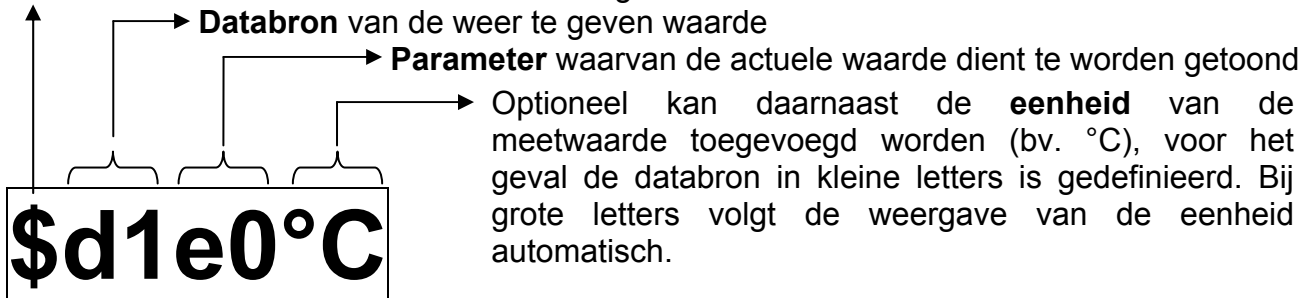 Databron van de weer te geven waarde
Parameter waarvan de actuele waarde dient te worden getoond
Optioneel kan daarnaast de eenheid van de
meetwaarde toegevoegd worden (bv. °C), voor het
geval de databron in kleine letters is gedefinieerd. Bij
grote letters volgt de weergave van de eenheid
automatisch.
$d1e0°C